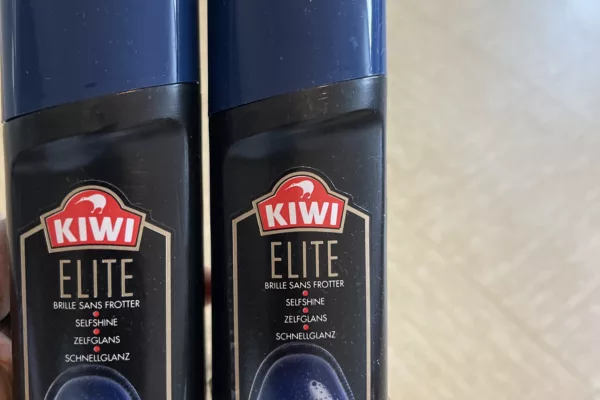 KIWI
ELITE
BRILLE SANS FROTTER
SELFSHINE
ZELFGLANS
SCHNELLGLANZ
KIWI
ELITE
BRILLE SANS FROTTER
SELFSHINE
ZELFGLANS
SCHNELLGLANZ